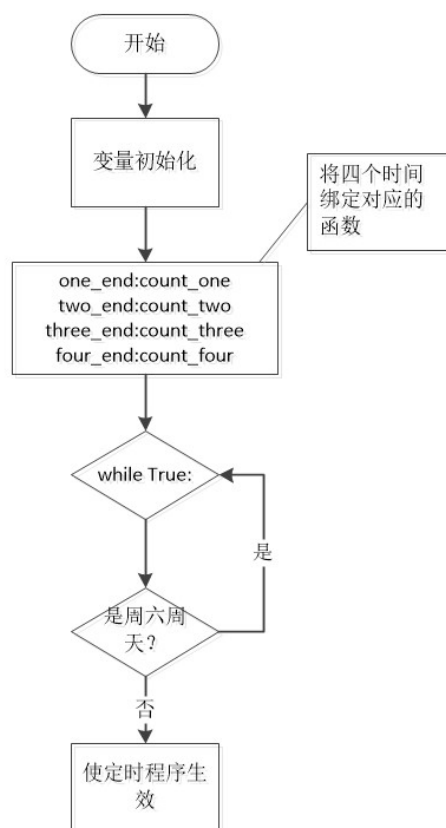 开始
变量初始化
将四个时间
绑定对应的
函数
one_end:count_one
two_end:count_two
three_end:count_three
four_end:count_four
while True:
是
是周六周
天？
否
使定时程序生
效